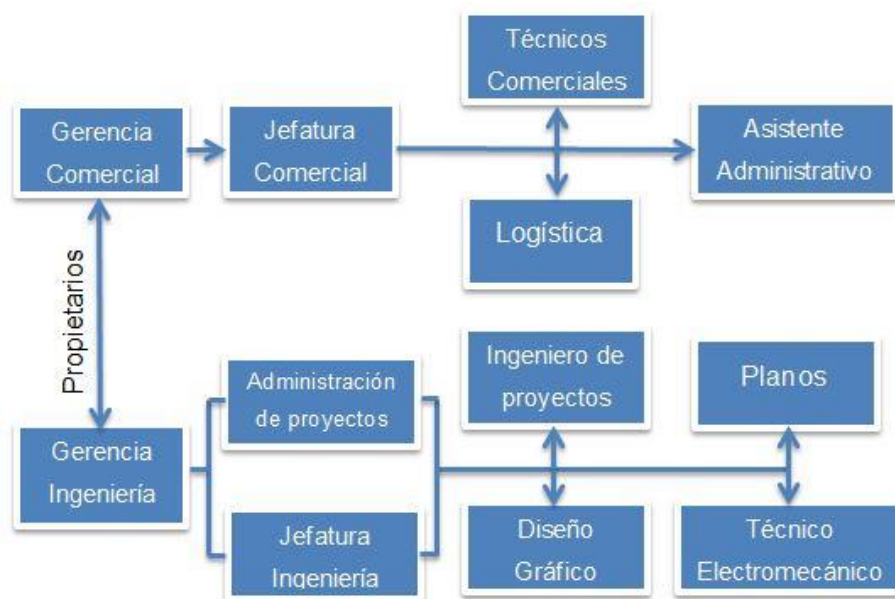 Técnicos
Comerciales
Gerencia
Comercial
Jefatura
Comercial
Asistente
Administrativo
Logística
Propietarios
Administración
de proyectos
Ingeniero de
proyectos
Planos
Gerencia
Ingeniería
Jefatura
Ingeniería
Diseño
Gráfico
Técnico
Electromecánico